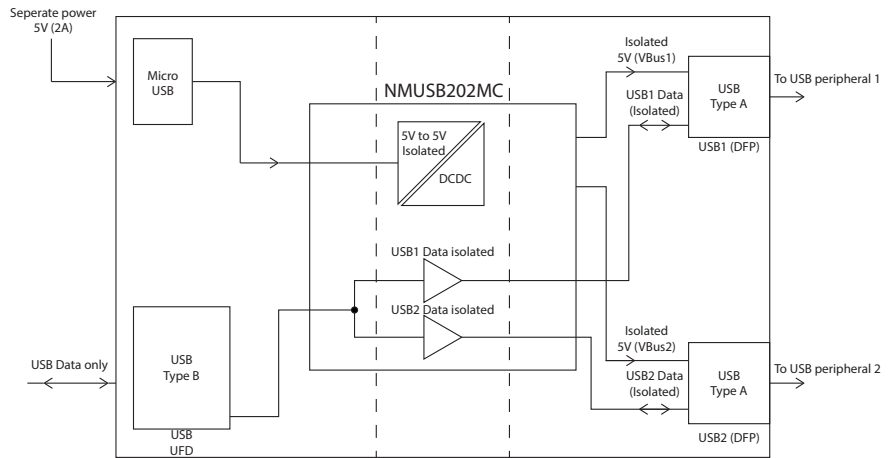 Seperate power
5V (2A)
Micro
USB
NMUSB202MC
5V to 5V
Isolated
DCDC
Isolated
5V (VBus1)
USB1 Data
(Isolated)
USB
Type A
To USB peripheral 1
USB1 (DFP)
USB1 Data isolated
USB2 Data isolated
USB Data only
USB
Type B
USB
UFD
Isolated
5V (VBus2)
USB2 Data
(Isolated)
USB
Type A
To USB peripheral 2
USB2 (DFP)